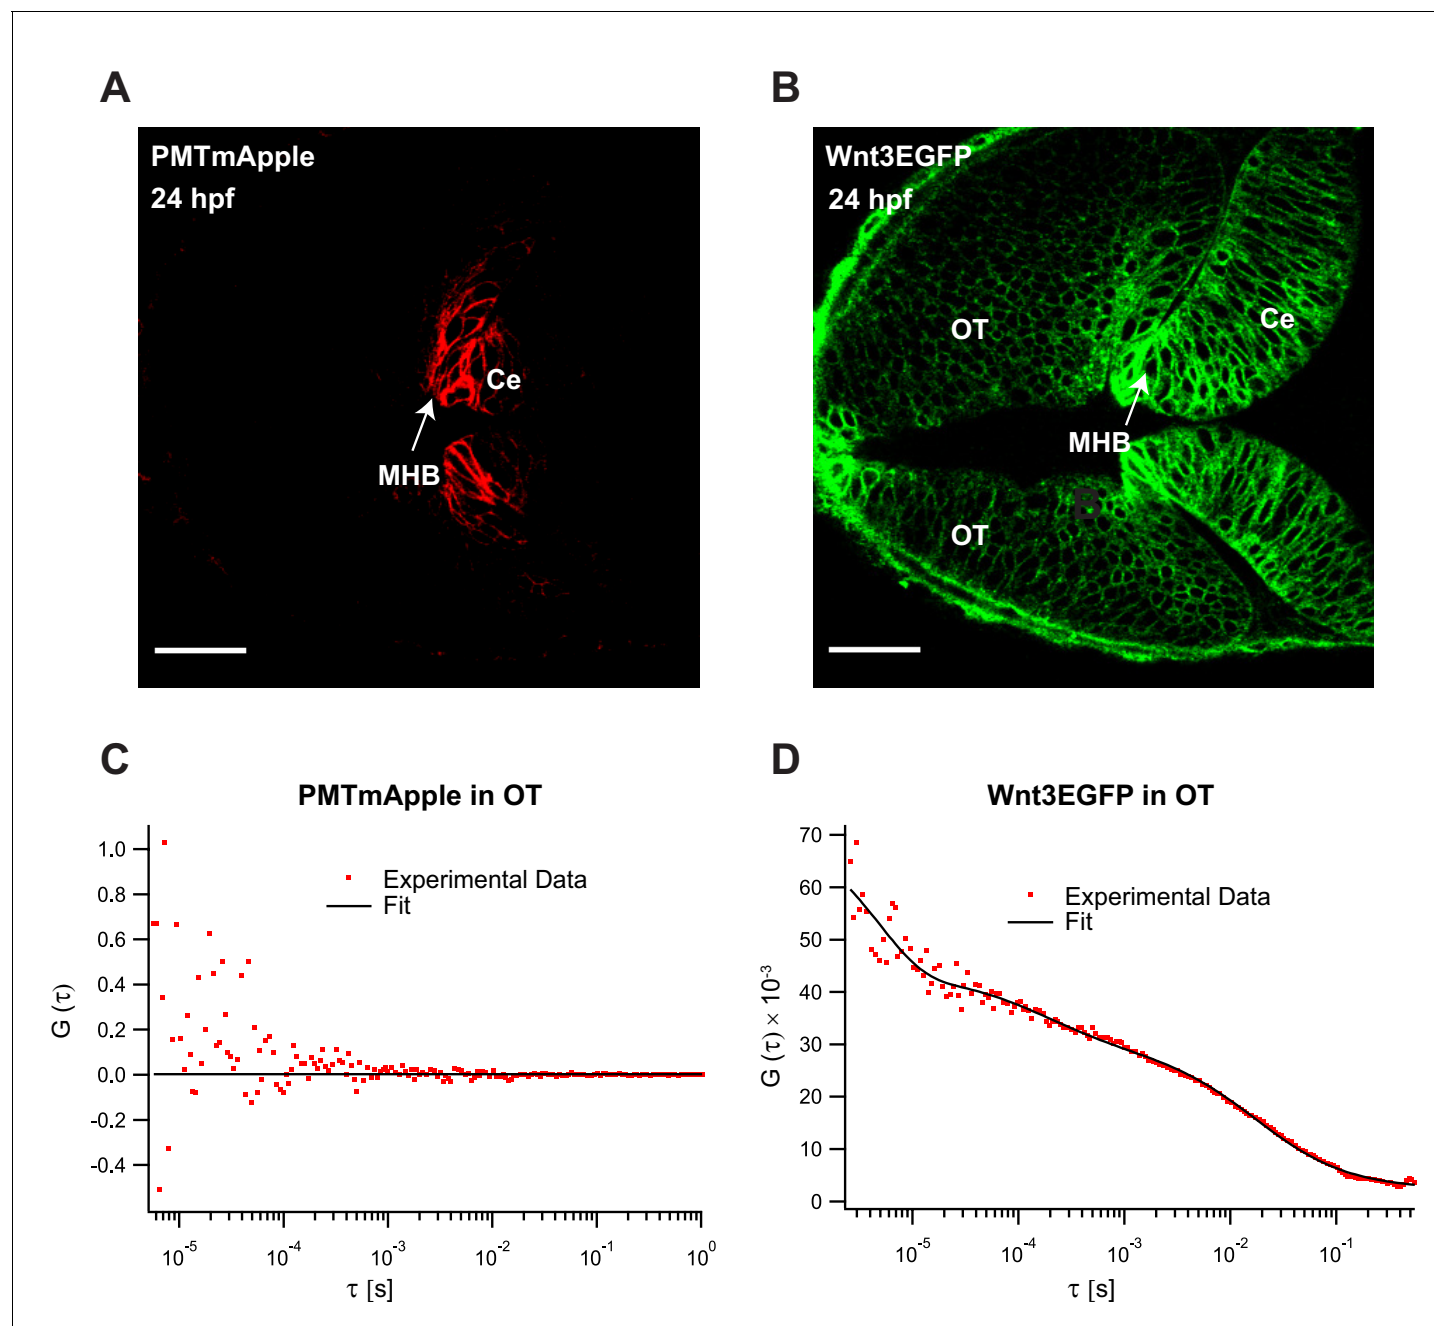 A
B
PMTmApple
24 hpf
Ce
MHB
Wnt3EGFP
24 hpf
OT
Ce
MHB
B
OT
C
PMTmApple in OT
G (τ)
1.0
0.8
0.6
0.4
0.2
0.0
-0.2
-0.4
Experimental Data
Fit
10⁻⁵ 10⁻⁴ 10⁻³ 10⁻² 10⁻¹ 10⁰
τ [s]
D
Wnt3EGFP in OT
G (τ) × 10⁻³
70
60
50
40
30
20
10
0
Experimental Data
Fit
10⁻⁵ 10⁻⁴ 10⁻³ 10⁻² 10⁻¹
τ [s]